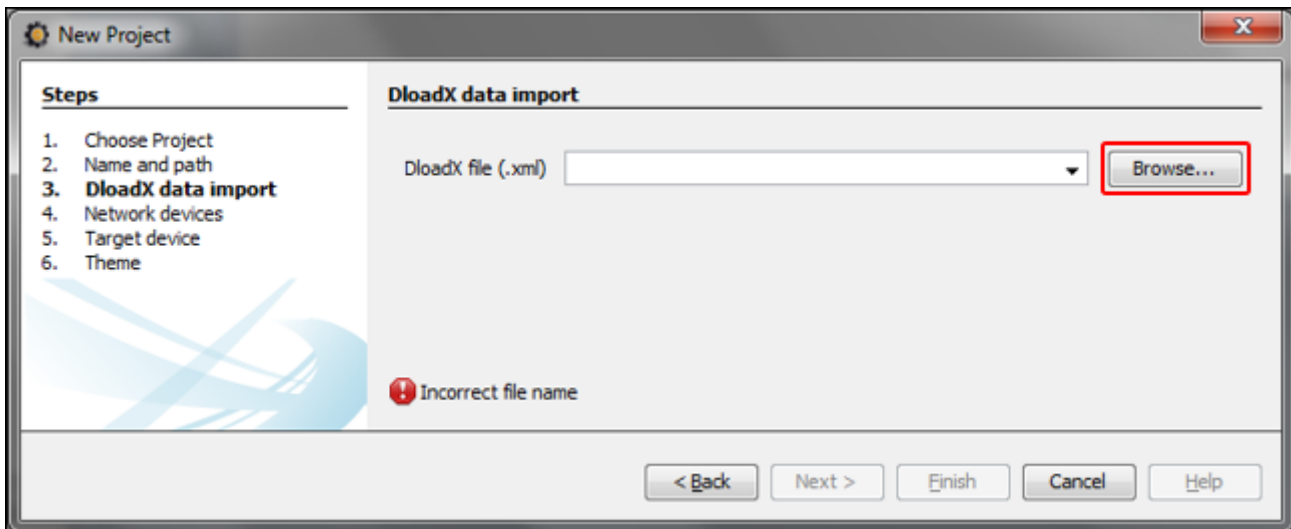 New Project
Steps
1. Choose Project
2. Name and path
3. DloadX data import
4. Network devices
5. Target device
6. Theme
DloadX data import
DloadX file (.xml)
Browse...
Incorrect file name
< Back
Next >
Finish
Cancel
Help